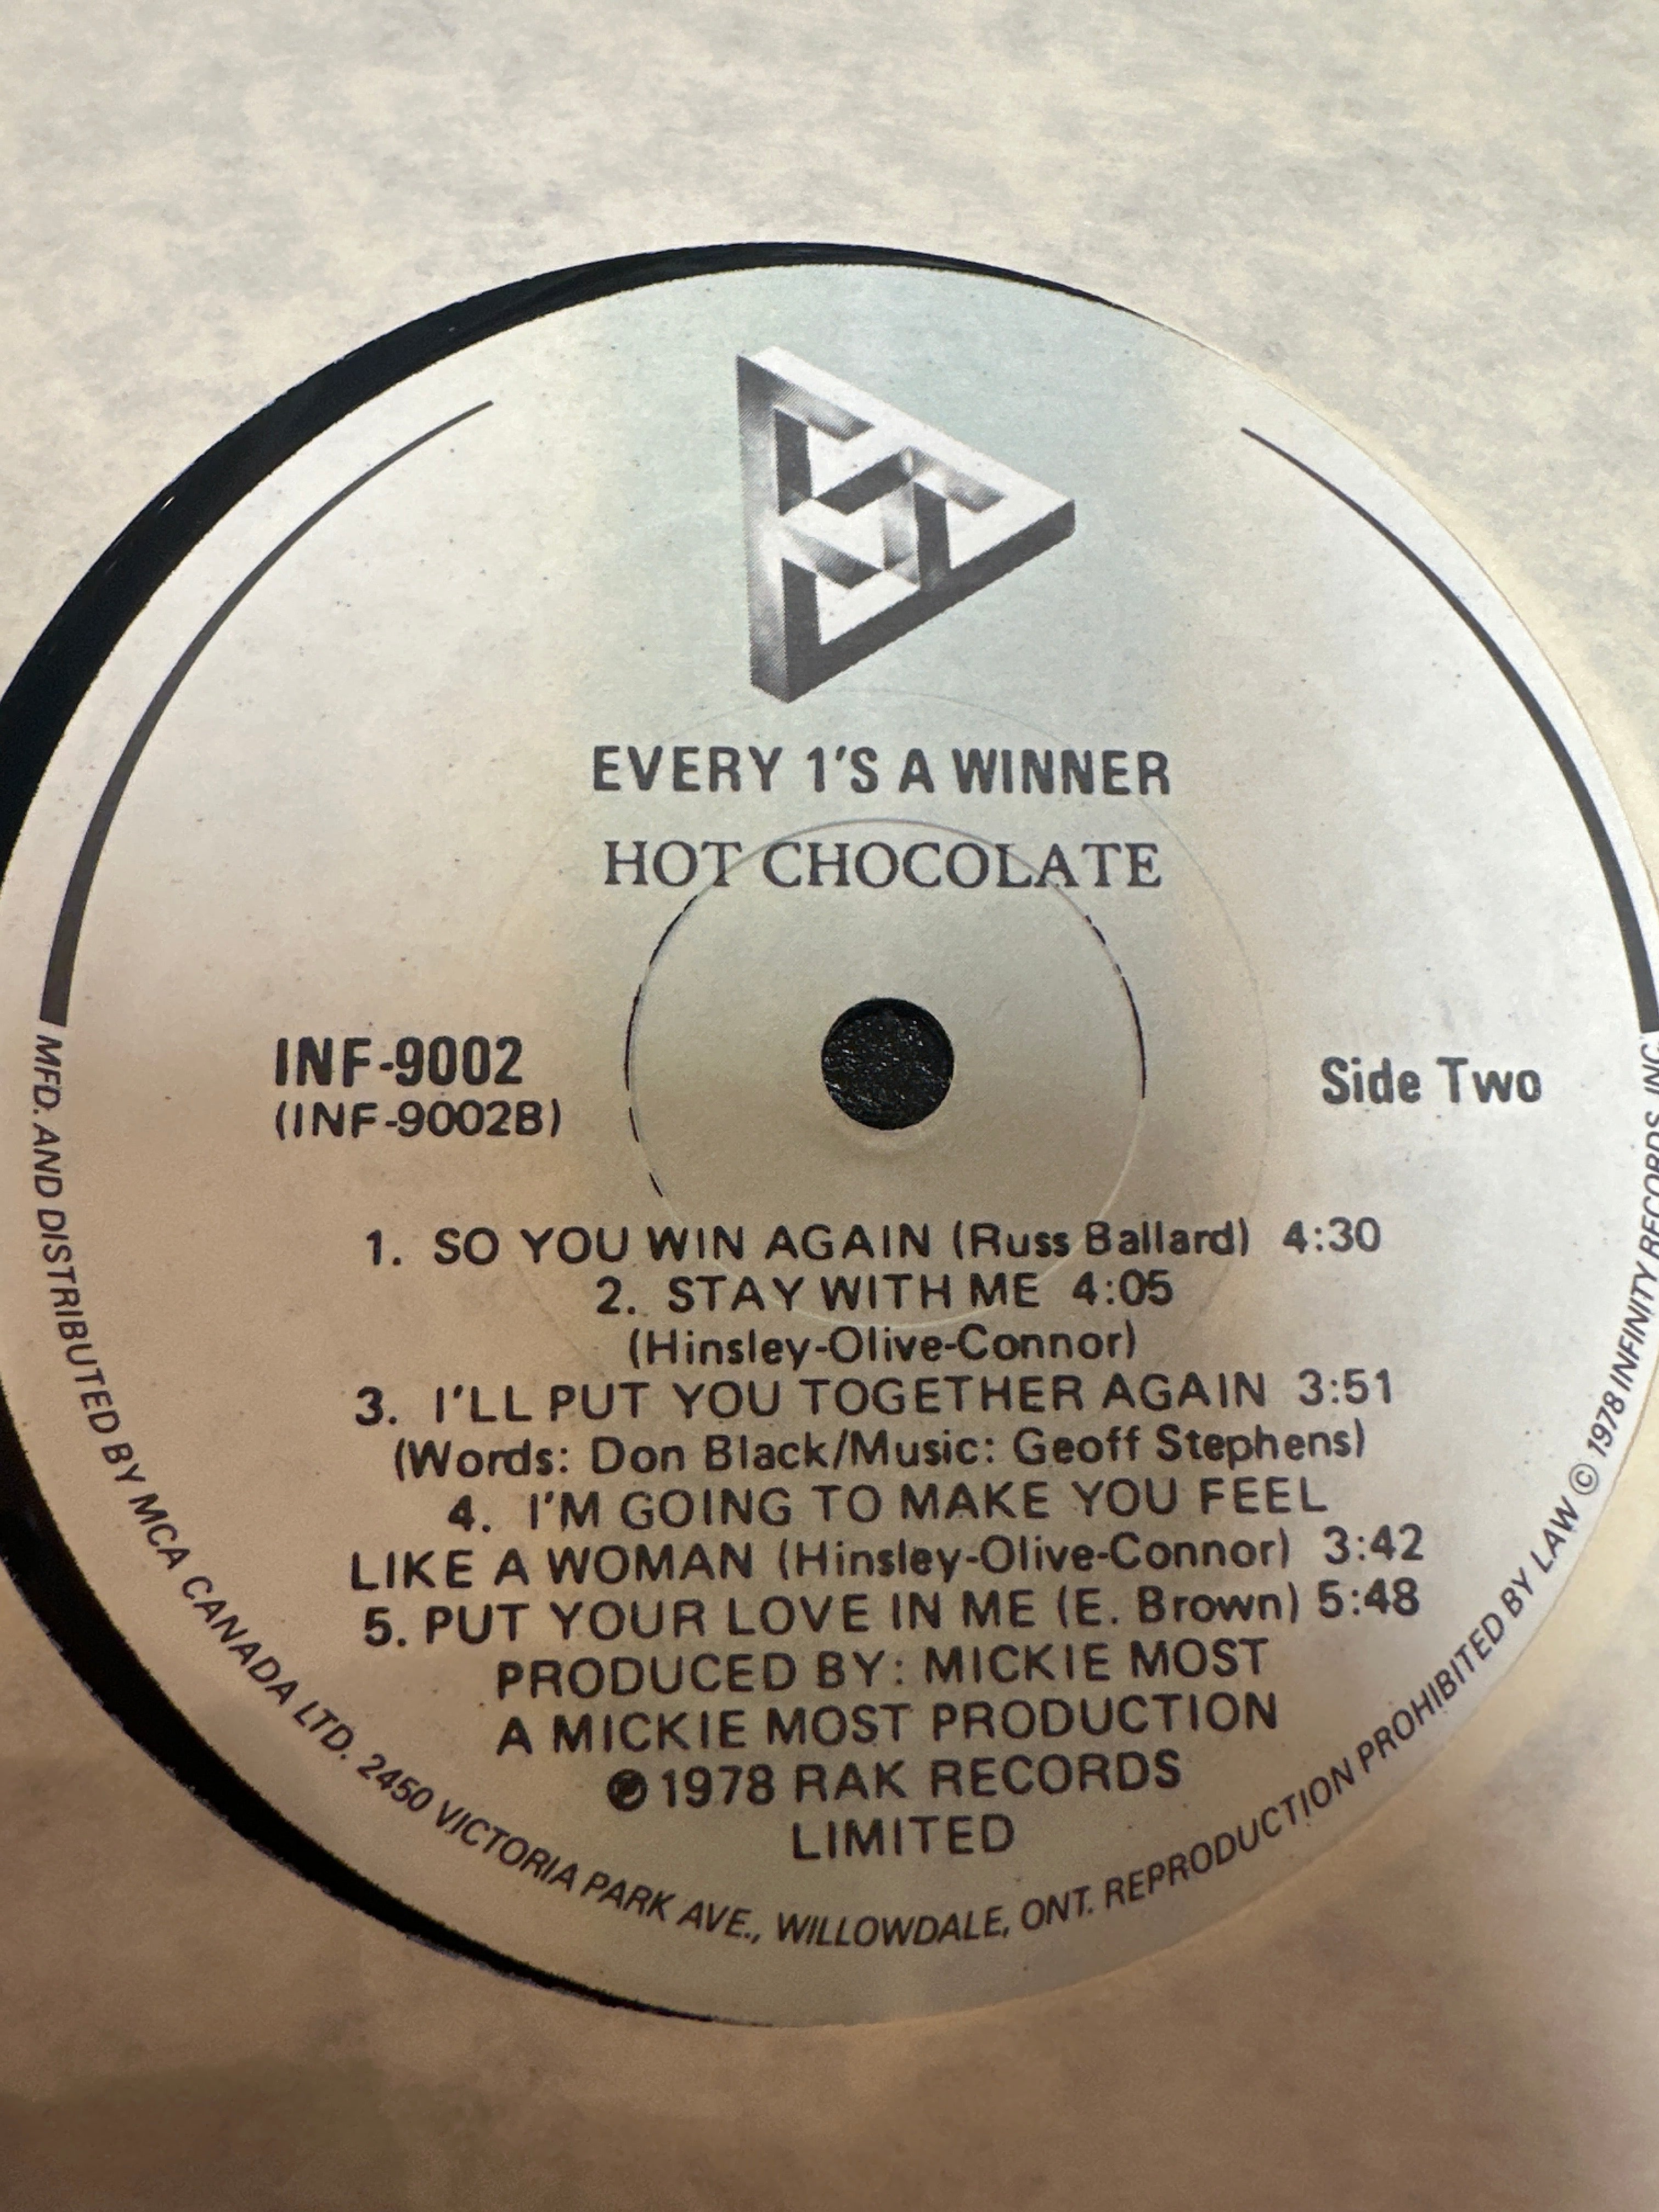 EVERY 1'S A WINNER
HOT CHOCOLATE
INF-9002
(INF-9002B)
Side Two
1. SO YOU WIN AGAIN (Russ Ballard) 4:30
2. STAY WITH ME 4:05
(Hinsley-Olive-Connor)
3. I'LL PUT YOU TOGETHER AGAIN 3:51
(Words: Don Black/Music: Geoff Stephens)
4. I'M GOING TO MAKE YOU FEEL
LIKE A WOMAN (Hinsley-Olive-Connor) 3:42
5. PUT YOUR LOVE IN ME (E. Brown) 5:48
PRODUCED BY: MICKIE MOST
A MICKIE MOST PRODUCTION
℗ 1978 RAK RECORDS
LIMITED
MFD. AND DISTRIBUTED BY MCA CANADA LTD. 2450 VICTORIA PARK AVE., WILLOWDALE, ONT. REPRODUCTION PROHIBITED BY LAW © 1978 INFINITY RECORDS, INC.